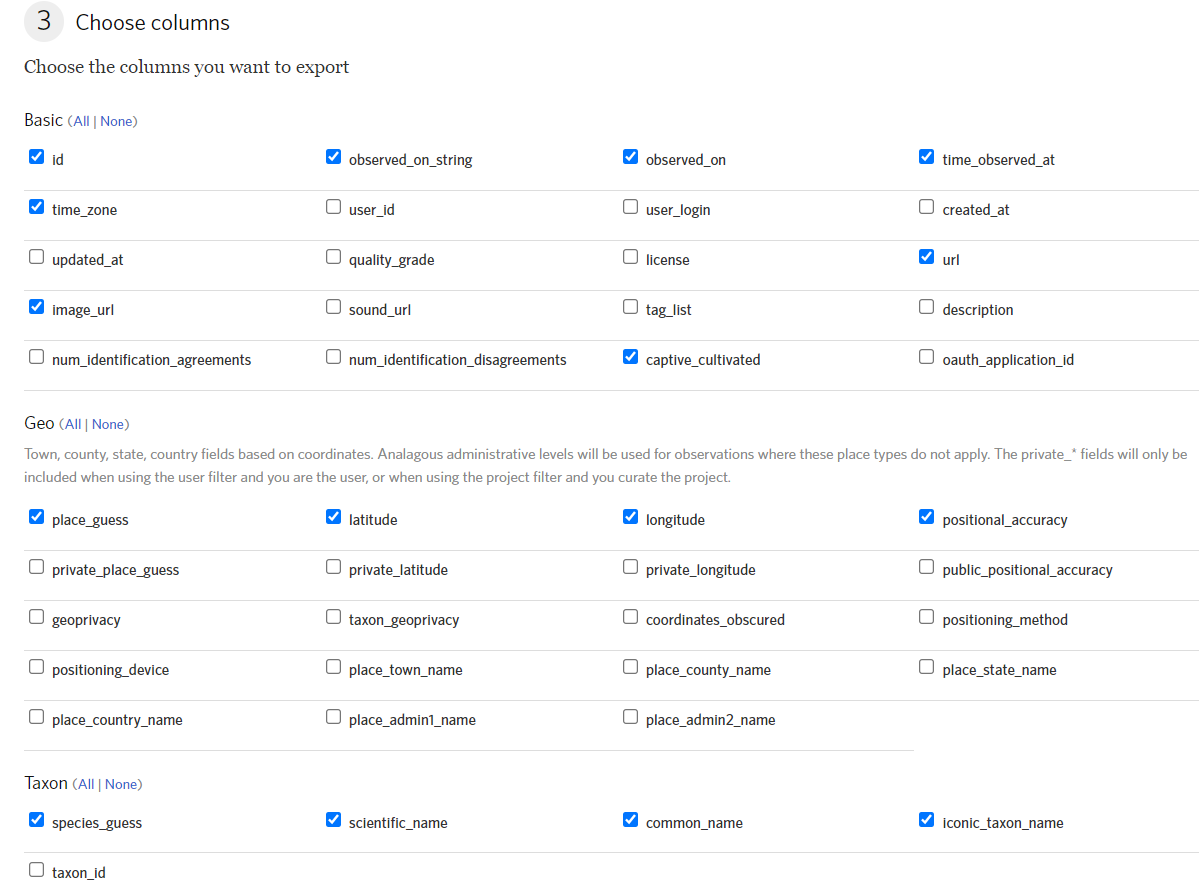 3 Choose columns
Choose the columns you want to export
Basic (All | None)
id observed_on_string observed_on time_observed_at
time_zone user_id user_login created_at
updated_at quality_grade license url
image_url sound_url tag_list description
num_identification_agreements num_identification_disagreements captive_cultivated oauth_application_id
Geo (All | None)
Town, county, state, country fields based on coordinates. Analagous administrative levels will be used for observations where these place types do not apply. The private_* fields will only be
included when using the user filter and you are the user, or when using the project filter and you curate the project.
place_guess latitude longitude positional_accuracy
private_place_guess private_latitude private_longitude public_positional_accuracy
geoprivacy taxon_geoprivacy coordinates_obscured positioning_method
positioning_device place_town_name place_county_name place_state_name
place_country_name place_admin1_name place_admin2_name
Taxon (All | None)
species_guess scientific_name common_name iconic_taxon_name
taxon_id